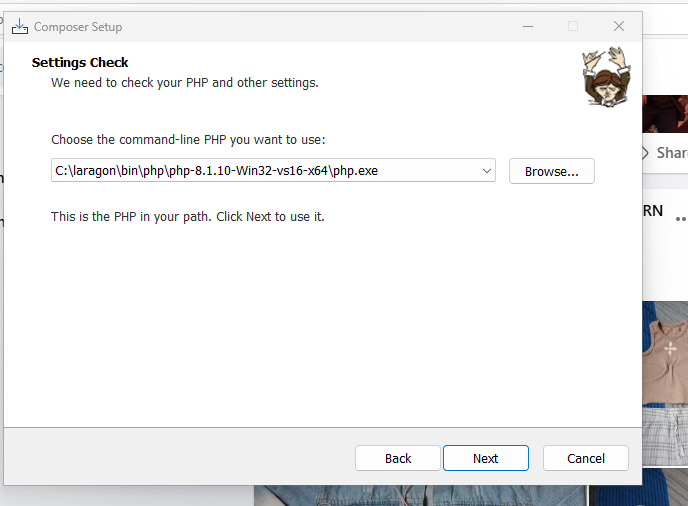 Composer Setup
Settings Check
We need to check your PHP and other settings.
Choose the command-line PHP you want to use:
C:\laragon\bin\php\php-8.1.10-Win32-vs16-x64\php.exe
Browse...
This is the PHP in your path. Click Next to use it.
Back
Next
Cancel
Shar
RN